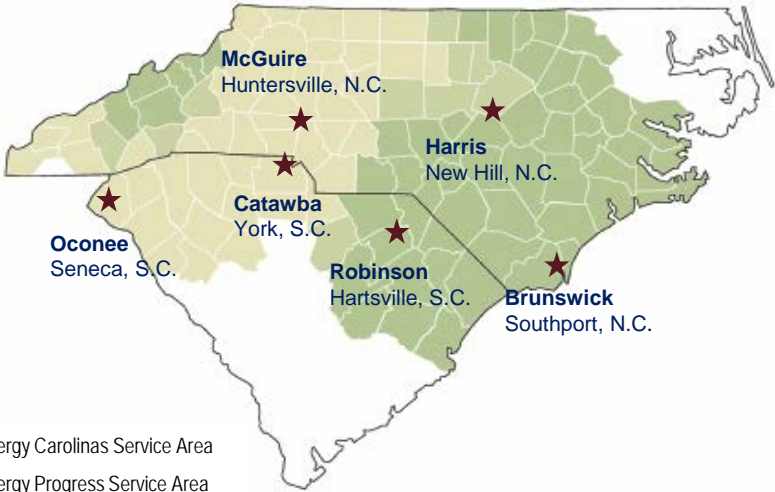 McGuire
Huntersville, N.C.
Harris
New Hill, N.C.
Catawba
York, S.C.
Oconee
Seneca, S.C.
Robinson
Hartsville, S.C.
Brunswick
Southport, N.C.
ergy Carolinas Service Area
ergy Progress Service Area